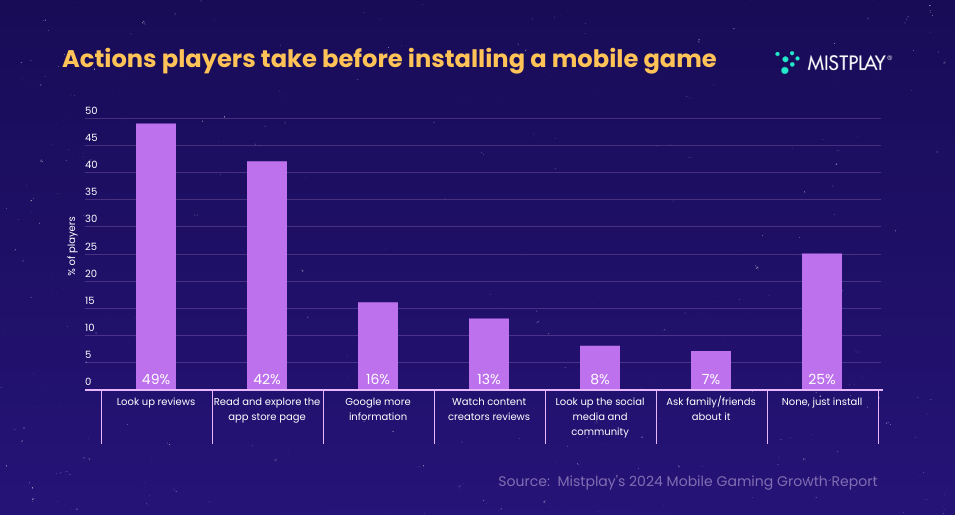 Actions players take before installing a mobile game
MISTPLAY®
% of players
50
45
40
35
30
25
20
15
10
5
0
49%
42%
16%
13%
8%
7%
25%
Look up reviews
Read and explore the
app store page
Google more
information
Watch content
creators reviews
Look up the social
media and
community
Ask family/friends
about it
None, just install
Source: Mistplay's 2024 Mobile Gaming Growth Report